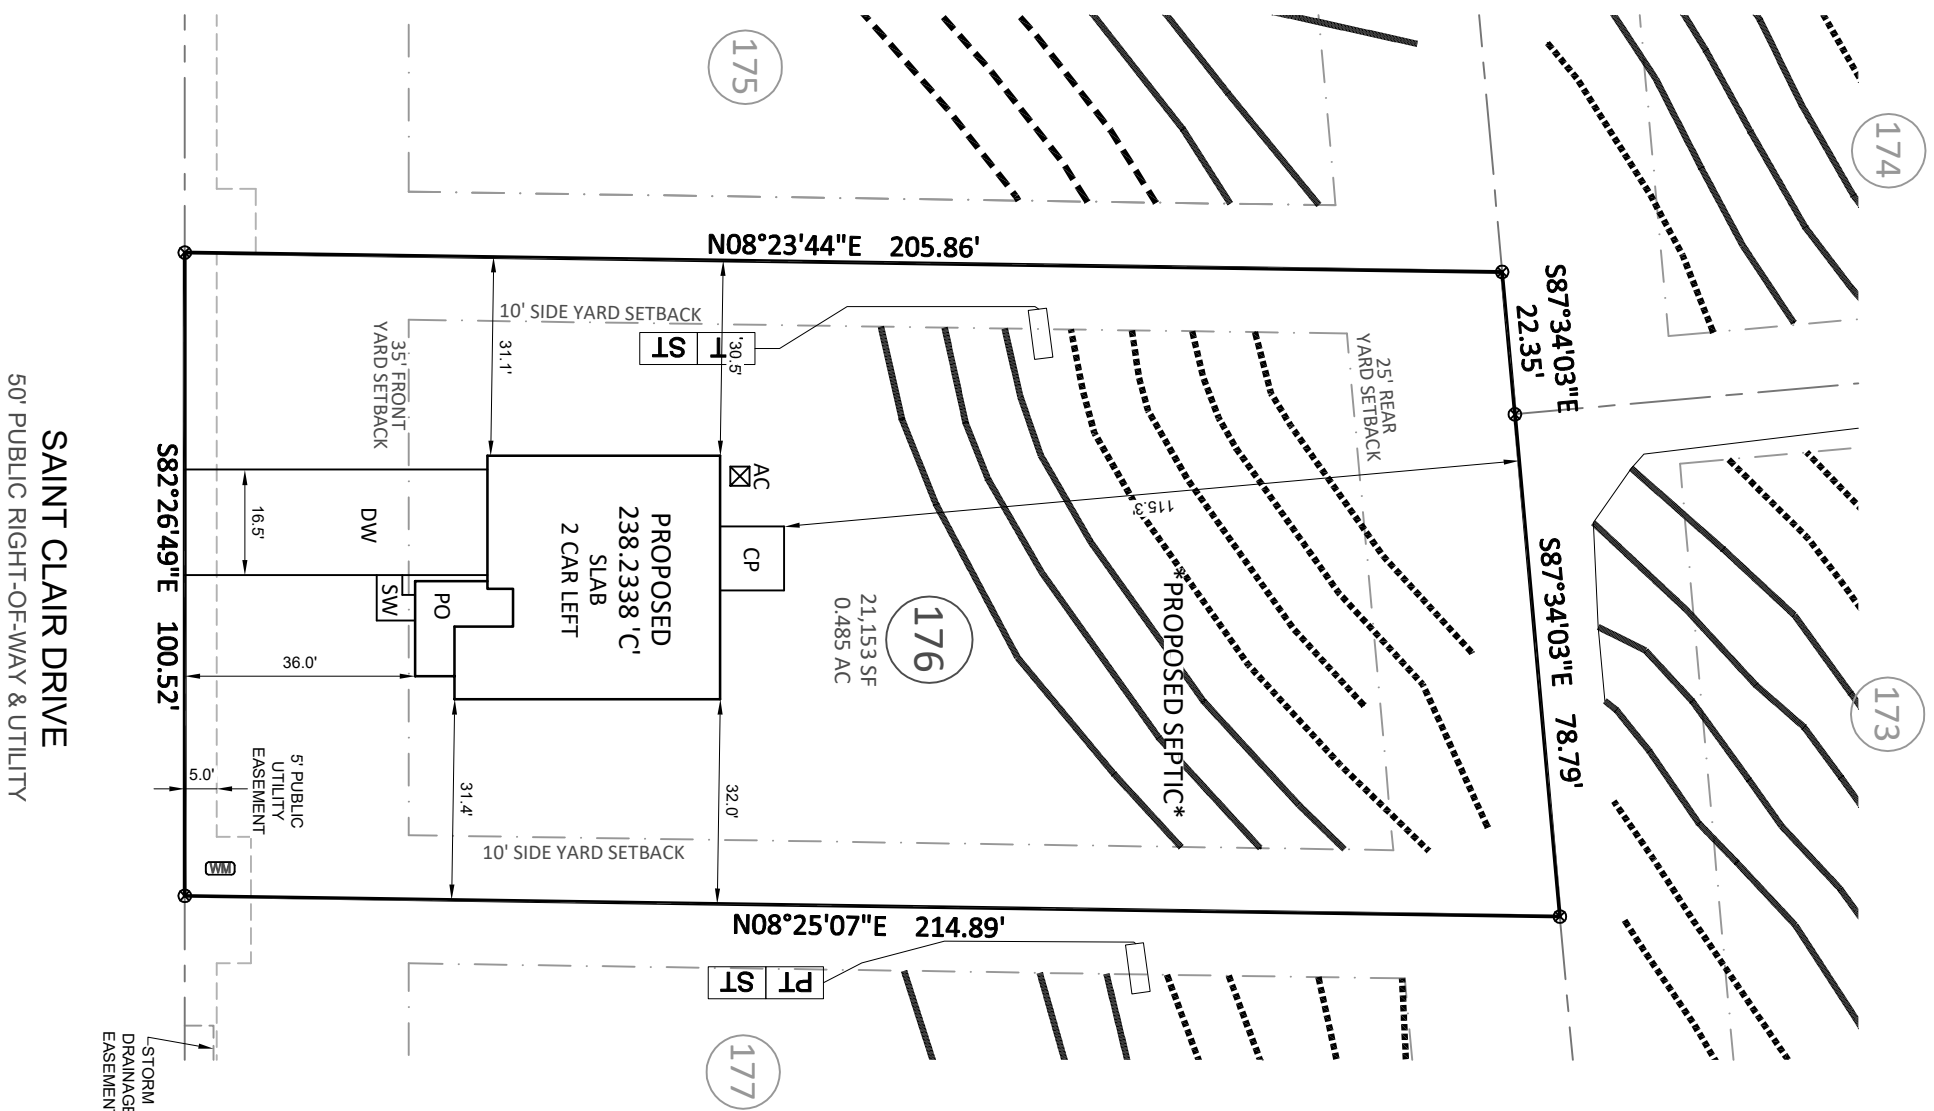 175
174
N08°23'44"E 205.86'
S87°34'03"E
22.35'
10' SIDE YARD SETBACK
35' FRONT
YARD SETBACK
31.1'
ST
T
30.5'
25' REAR
YARD SETBACK
AC
CP
115.3'
S87°34'03"E 78.79'
16.5'
DW
SW
PO
PROPOSED
238.2338 'C'
SLAB
2 CAR LEFT
176
21,153 SF
0.485 AC
*PROPOSED SEPTIC*
173
36.0'
S82°26'49"E 100.52'
SAINT CLAIR DRIVE
50' PUBLIC RIGHT-OF-WAY & UTILITY
5.0'
5' PUBLIC
UTILITY
EASEMENT
31.4'
32.0'
10' SIDE YARD SETBACK
WM
N08°25'07"E 214.89'
ST
PT
177
STORM
DRAINAGE
EASEMENT